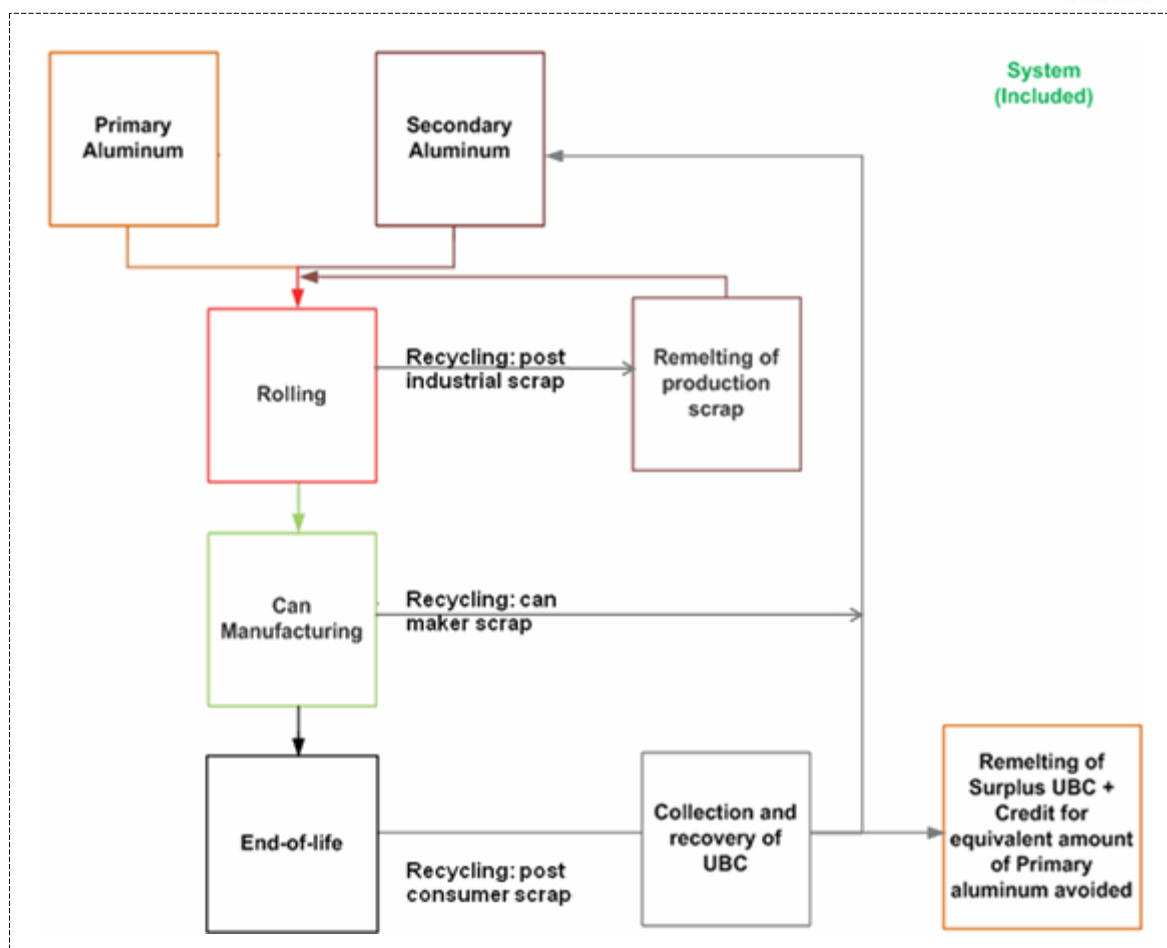 System
(Included)
Primary
Aluminum
Secondary
Aluminum
Rolling
Recycling: post
industrial scrap
Remelting of
production
scrap
Can
Manufacturing
Recycling: can
maker scrap
End-of-life
Recycling: post
consumer scrap
Collection and
recovery of
UBC
Remelting of
Surplus UBC +
Credit for
equivalent amount
of Primary
aluminum avoided